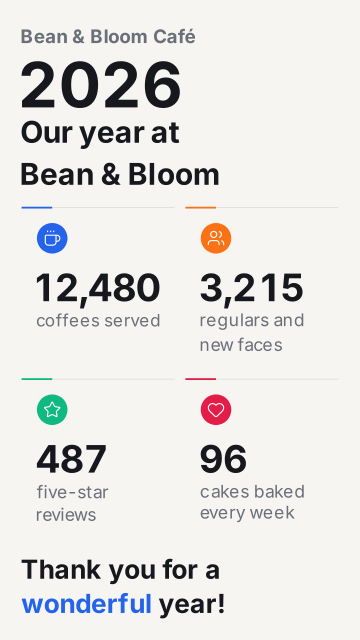 Bean & Bloom Café
2026
Our year at
Bean & Bloom
12,480
coffees served
3,215
regulars and
new faces
487
five-star
reviews
96
cakes baked
every week
Thank you for a
wonderful year!